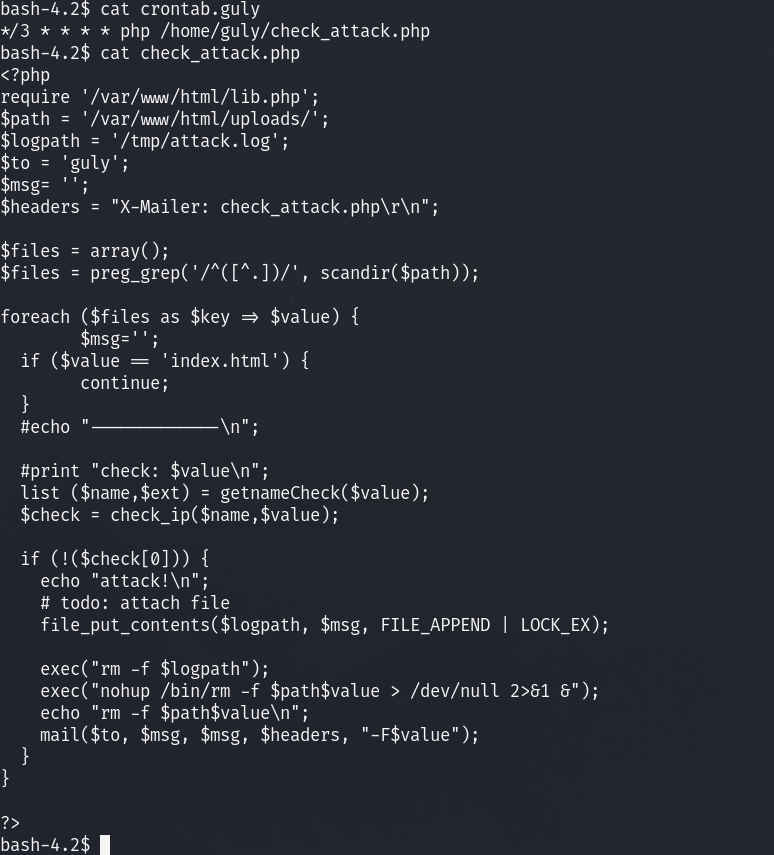 bash-4.2$ cat crontab.guly
*/3 * * * * php /home/guly/check_attack.php
bash-4.2$ cat check_attack.php
<?php
require '/var/www/html/lib.php';
$path = '/var/www/html/uploads/';
$logpath = '/tmp/attack.log';
$to = 'guly';
$msg= '';
$headers = "X-Mailer: check_attack.php\r\n";

$files = array();
$files = preg_grep('/^([^.])/', scandir($path));

foreach ($files as $key => $value) {
        $msg='';
  if ($value == 'index.html') {
        continue;
  }
  #echo "-------------\n";

  #print "check: $value\n";
  list ($name,$ext) = getnameCheck($value);
  $check = check_ip($name,$value);

  if (!($check[0])) {
    echo "attack!\n";
    # todo: attach file
    file_put_contents($logpath, $msg, FILE_APPEND | LOCK_EX);

    exec("rm -f $logpath");
    exec("nohup /bin/rm -f $path$value > /dev/null 2>&1 &");
    echo "rm -f $path$value\n";
    mail($to, $msg, $msg, $headers, "-F$value");
  }
}

?>
bash-4.2$